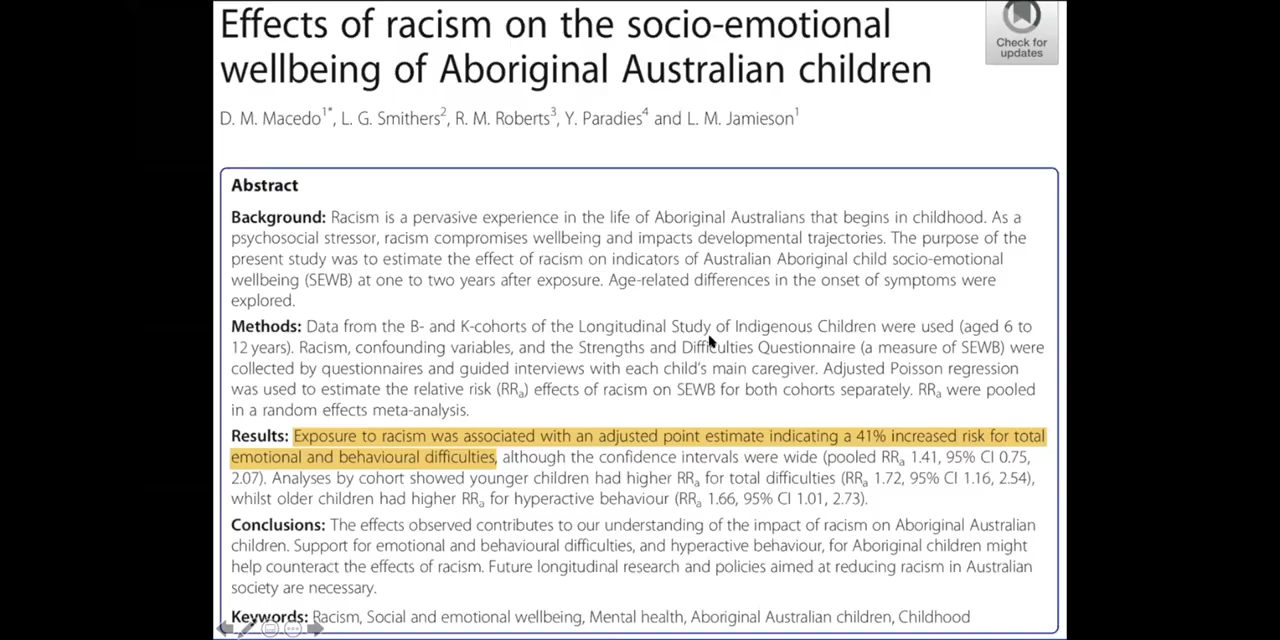 Effects of racism on the socio-emotional
wellbeing of Aboriginal Australian children
Check for
updates
D. M. Macedo1*, L. G. Smithers2, R. M. Roberts3, Y. Paradies4 and L. M. Jamieson1
Abstract
Background: Racism is a pervasive experience in the life of Aboriginal Australians that begins in childhood. As a
psychosocial stressor, racism compromises wellbeing and impacts developmental trajectories. The purpose of the
present study was to estimate the effect of racism on indicators of Australian Aboriginal child socio-emotional
wellbeing (SEWB) at one to two years after exposure. Age-related differences in the onset of symptoms were
explored.
Methods: Data from the B- and K-cohorts of the Longitudinal Study of Indigenous Children were used (aged 6 to
12 years). Racism, confounding variables, and the Strengths and Difficulties Questionnaire (a measure of SEWB) were
collected by questionnaires and guided interviews with each child's main caregiver. Adjusted Poisson regression
was used to estimate the relative risk (RRa) effects of racism on SEWB for both cohorts separately. RRa were pooled
in a random effects meta-analysis.
Results: Exposure to racism was associated with an adjusted point estimate indicating a 41% increased risk for total
emotional and behavioural difficulties, although the confidence intervals were wide (pooled RRa 1.41, 95% CI 0.75,
2.07). Analyses by cohort showed younger children had higher RRa for total difficulties (RRa 1.72, 95% CI 1.16, 2.54),
whilst older children had higher RRa for hyperactive behaviour (RRa 1.66, 95% CI 1.01, 2.73).
Conclusions: The effects observed contributes to our understanding of the impact of racism on Aboriginal Australian
children. Support for emotional and behavioural difficulties, and hyperactive behaviour, for Aboriginal children might
help counteract the effects of racism. Future longitudinal research and policies aimed at reducing racism in Australian
society are necessary.
Keywords: Racism, Social and emotional wellbeing, Mental health, Aboriginal Australian children, Childhood